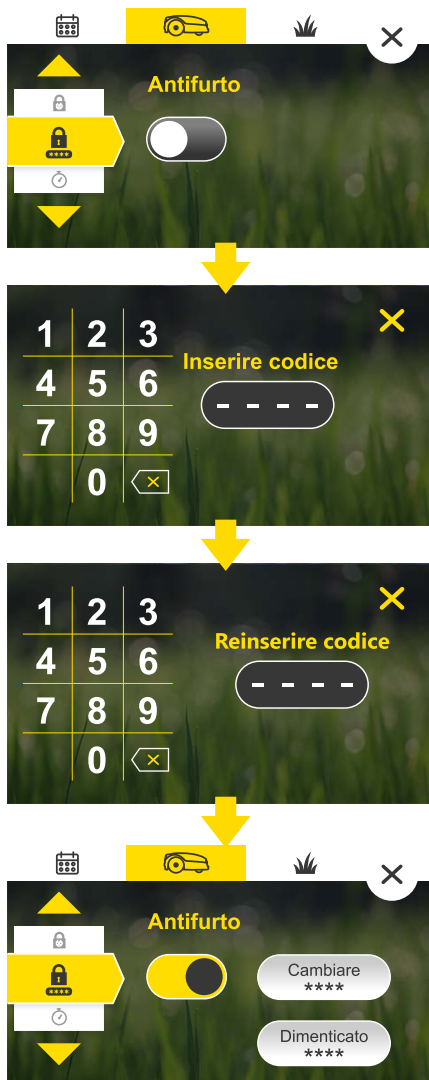 Antifurto
****
1 2 3
Inserire codice
4 5 6
- - - -
7 8 9
0
1 2 3
Reinserire codice
4 5 6
- - - -
7 8 9
0
Antifurto
Cambiare
****
****
Dimenticato
****